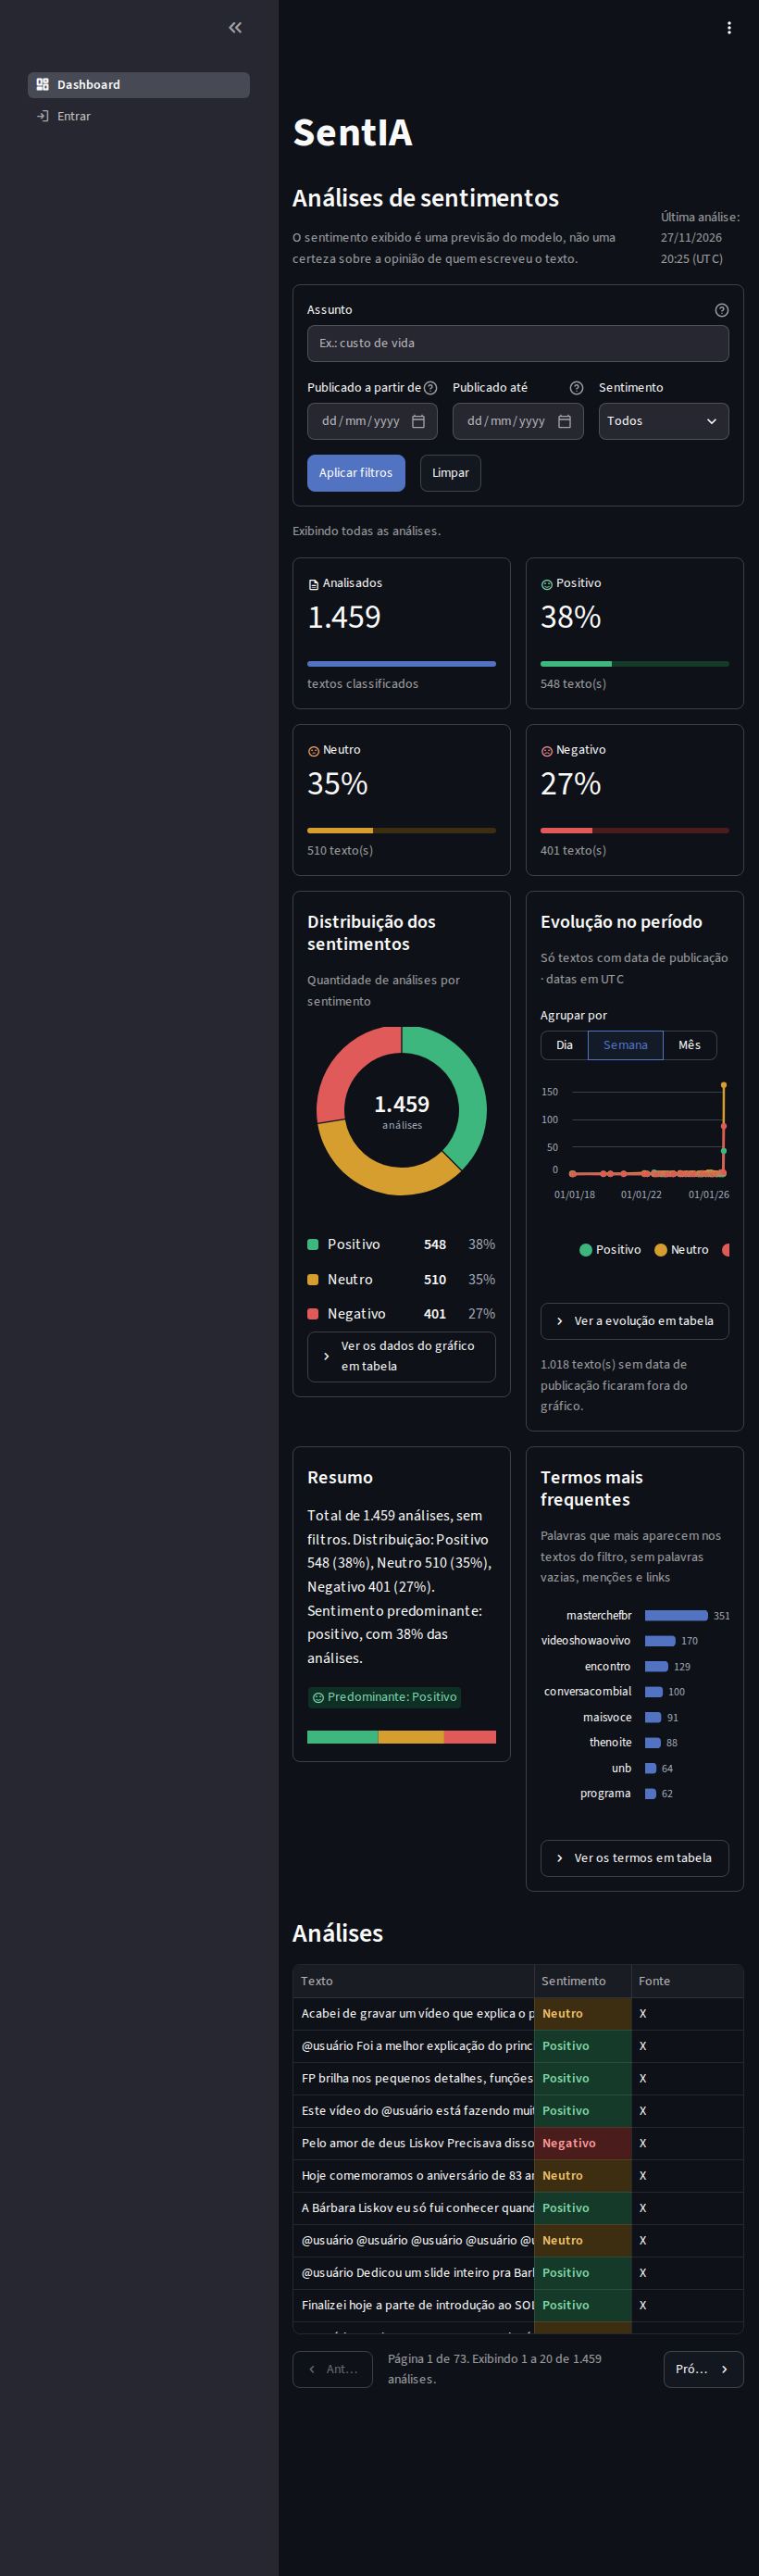 Dashboard
Entrar
SentIA
Análises de sentimentos
O sentimento exibido é uma previsão do modelo, não uma
certeza sobre a opinião de quem escreveu o texto.
Última análise:
27/11/2026
20:25 (UTC)
Assunto
Ex.: custo de vida
Publicado a partir de
Publicado até
Sentimento
dd/mm/yyyy
dd/mm/yyyy
Todos
Aplicar filtros
Limpar
Exibindo todas as análises.
Analisados
1.459
textos classificados
Positivo
38%
548 texto(s)
Neutro
35%
510 texto(s)
Negativo
27%
401 texto(s)
Distribuição dos
sentimentos
Quantidade de análises por
sentimento
1.459
análises
Positivo 548 38%
Neutro 510 35%
Negativo 401 27%
Ver os dados do gráfico
em tabela
Evolução no período
Só textos com data de publicação
· datas em UTC
Agrupar por
Dia Semana Mês
150
100
50
0
01/01/18 01/01/22 01/01/26
Positivo Neutro
Ver a evolução em tabela
1.018 texto(s) sem data de
publicação ficaram fora do
gráfico.
Resumo
Total de 1.459 análises, sem
filtros. Distribuição: Positivo
548 (38%), Neutro 510 (35%),
Negativo 401 (27%).
Sentimento predominante:
positivo, com 38% das
análises.
Predominante: Positivo
Termos mais
frequentes
Palavras que mais aparecem nos
textos do filtro, sem palavras
vazias, menções e links
masterchefbr 351
videoshowaovivo 170
encontro 129
conversacombial 100
maisvoce 91
thenoite 88
unb 64
programa 62
Ver os termos em tabela
Análises
Texto Sentimento Fonte
Acabei de gravar um vídeo que explica o p Neutro X
@usuário Foi a melhor explicação do princ Positivo X
FP brilha nos pequenos detalhes, funções Positivo X
Este vídeo do @usuário está fazendo muit Positivo X
Pelo amor de deus Liskov Precisava disso Negativo X
Hoje comemoramos o aniversário de 83 a Neutro X
A Bárbara Liskov eu só fui conhecer quand Positivo X
@usuário @usuário @usuário @usuário @u Neutro X
@usuário Dedicou um slide inteiro pra Bar Positivo X
Finalizei hoje a parte de introdução ao SOL Positivo X
Ant…
Página 1 de 73. Exibindo 1 a 20 de 1.459
análises.
Pró…